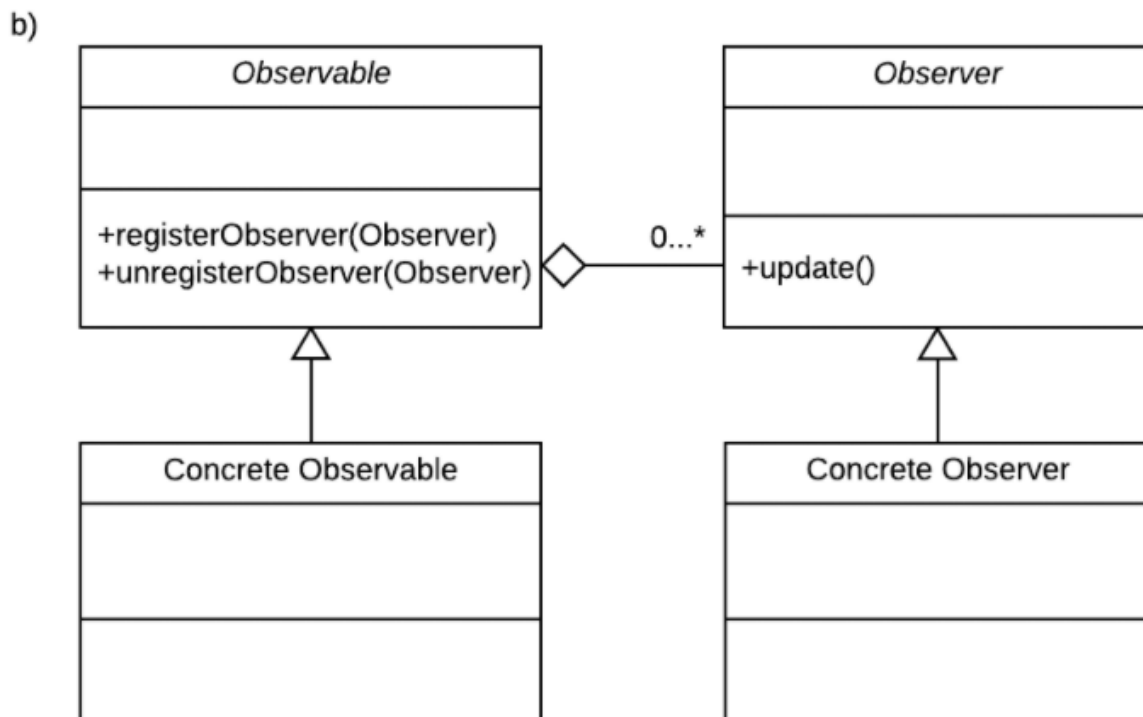 b)
Observable
Observer
+registerObserver(Observer)
+unregisterObserver(Observer)
0...*
+update()
Concrete Observable
Concrete Observer